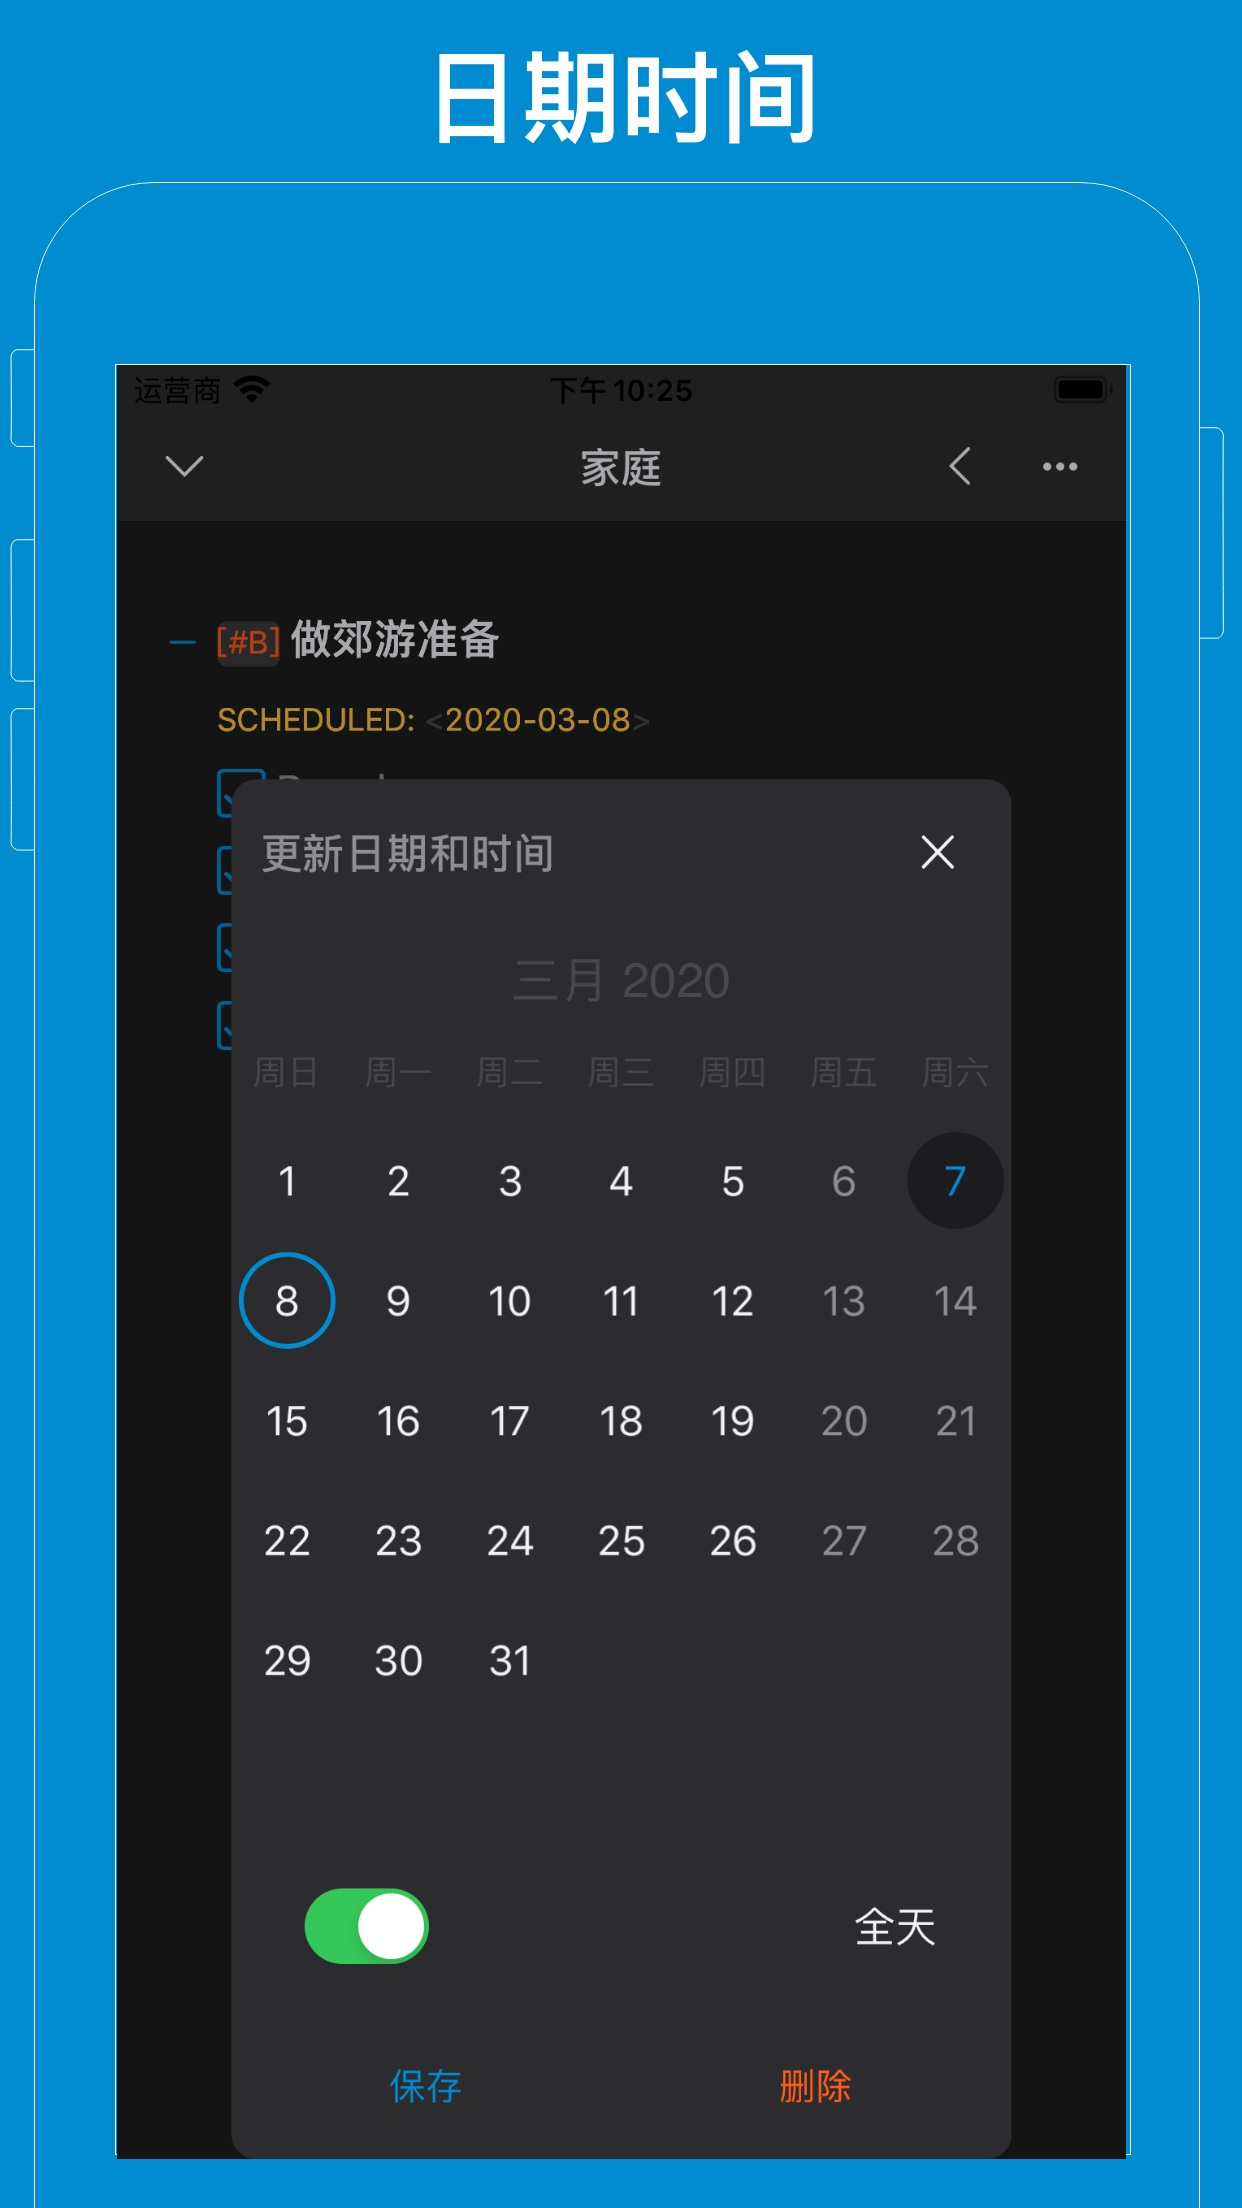 日期时间
运营商 下午 10:25
家庭
[#B] 做郊游准备
SCHEDULED: <2020-03-08>
更新日期和时间
三月 2020
周日 周一 周二 周三 周四 周五 周六
1 2 3 4 5 6 7
8 9 10 11 12 13 14
15 16 17 18 19 20 21
22 23 24 25 26 27 28
29 30 31
全天
保存 删除